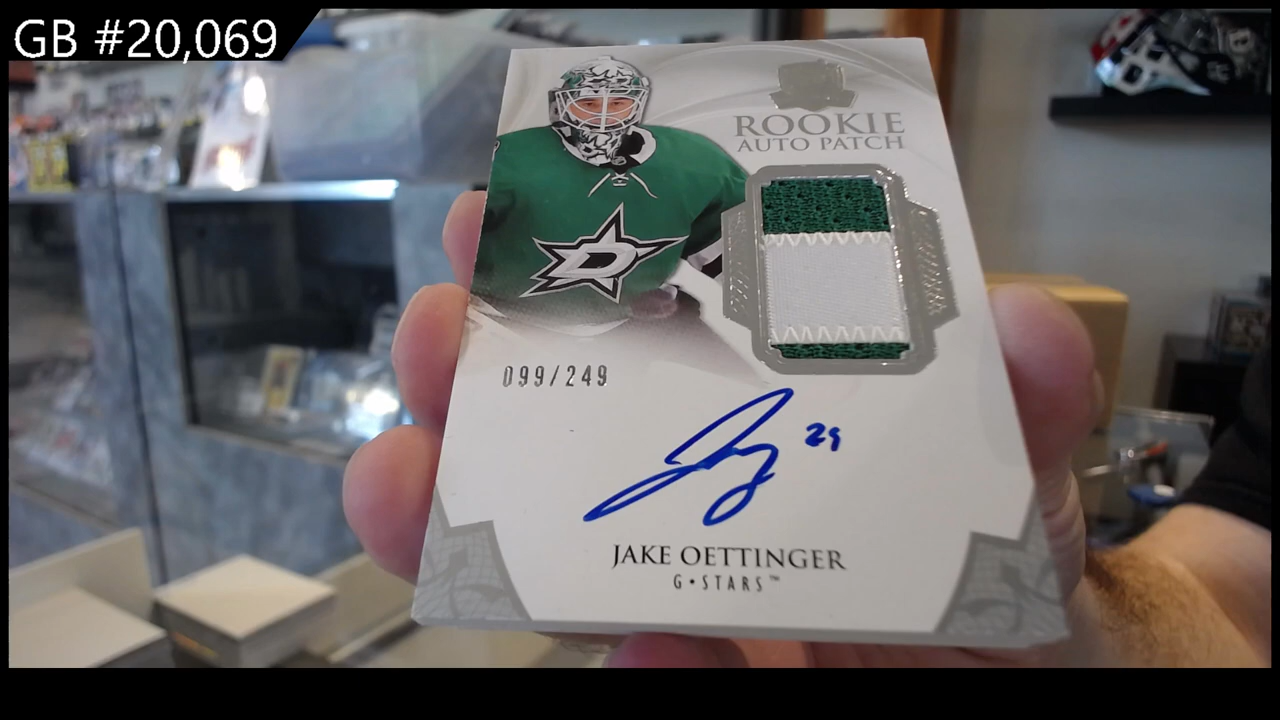 GB #20,069
ROOKIE
AUTO PATCH
D
099/249
29
JAKE OETTINGER
G • STARS™